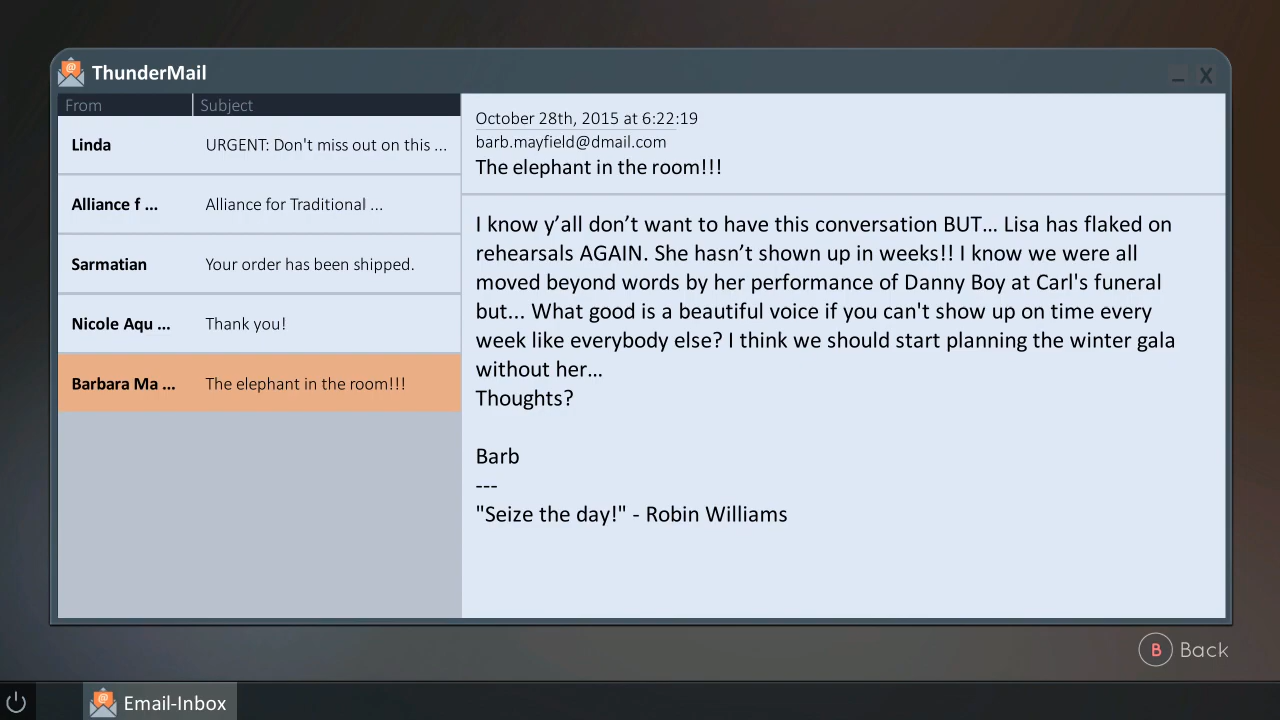 ThunderMail
From Subject
Linda URGENT: Don't miss out on this ...
Alliance f ... Alliance for Traditional ...
Sarmatian Your order has been shipped.
Nicole Aqu ... Thank you!
Barbara Ma ... The elephant in the room!!!
October 28th, 2015 at 6:22:19
barb.mayfield@dmail.com
The elephant in the room!!!
I know y’all don’t want to have this conversation BUT... Lisa has flaked on
rehearsals AGAIN. She hasn’t shown up in weeks!! I know we were all
moved beyond words by her performance of Danny Boy at Carl's funeral
but... What good is a beautiful voice if you can't show up on time every
week like everybody else? I think we should start planning the winter gala
without her...
Thoughts?
Barb
---
"Seize the day!" - Robin Williams
B Back
Email-Inbox